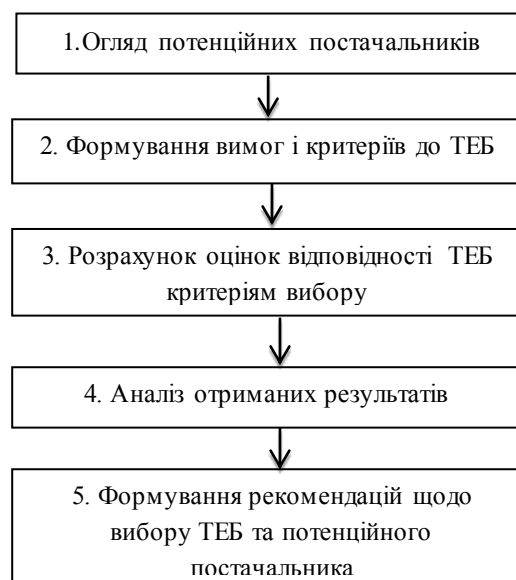 1.Огляд потенційних постачальників
2. Формування вимог і критеріїв до ТЕБ
3. Розрахунок оцінок відповідності ТЕБ
критеріям вибору
4. Аналіз отриманих результатів
5. Формування рекомендацій щодо
вибору ТЕБ та потенційного
постачальника